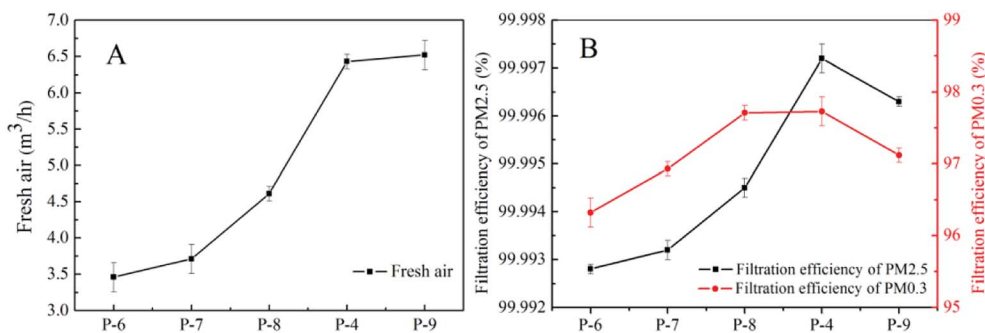 A
Fresh air (m³/h)
7.0
6.5
6.0
5.5
5.0
4.5
4.0
3.5
3.0
P-6 P-7 P-8 P-4 P-9
Fresh air
B
Filtration efficiency of PM2.5 (%)
99.998
99.997
99.996
99.995
99.994
99.993
99.992
P-6 P-7 P-8 P-4 P-9
Filtration efficiency of PM2.5
Filtration efficiency of PM0.3
99
98
97
96
95
Filtration efficiency of PM0.3 (%)